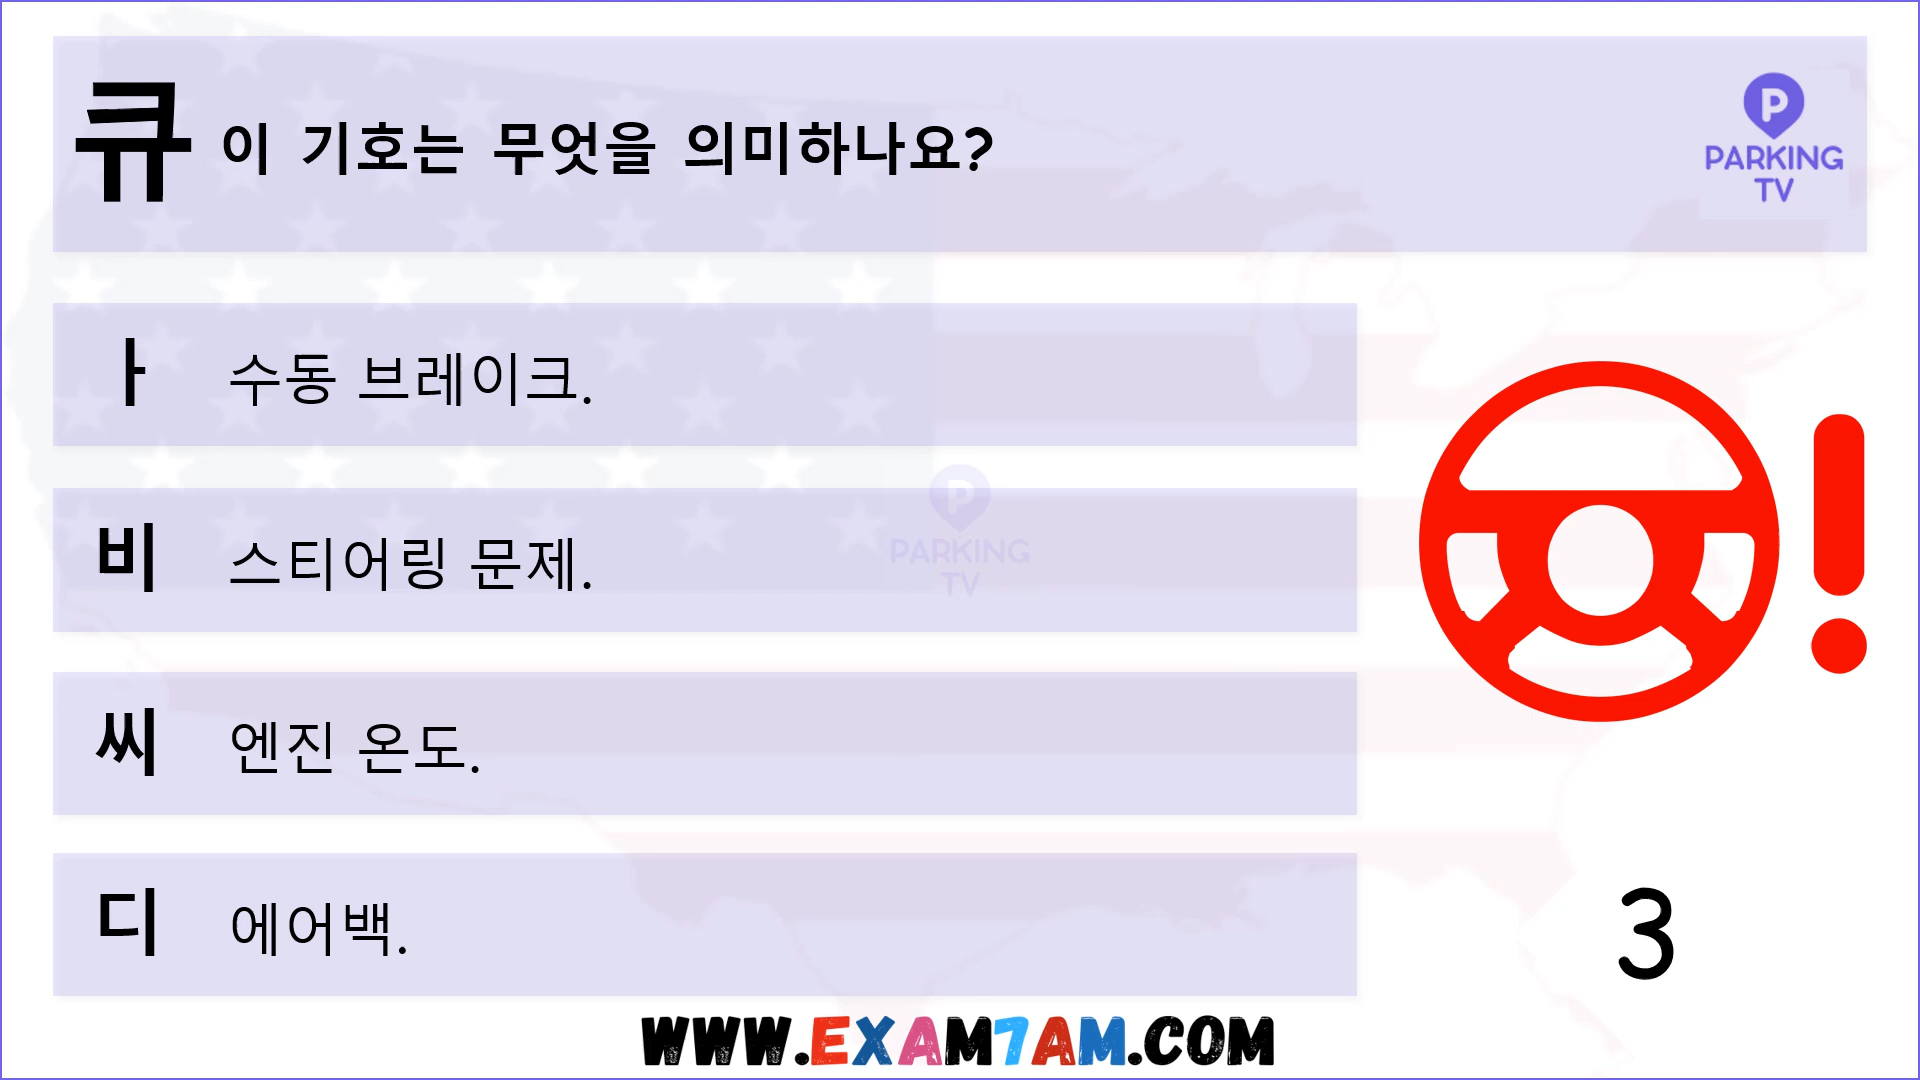 큐 이 기호는 무엇을 의미하나요?
PARKING
TV
ㅏ 수동 브레이크.
비 스티어링 문제.
PARKING
TV
씨 엔진 온도.
디 에어백.
3
WWW.EXAM7AM.COM